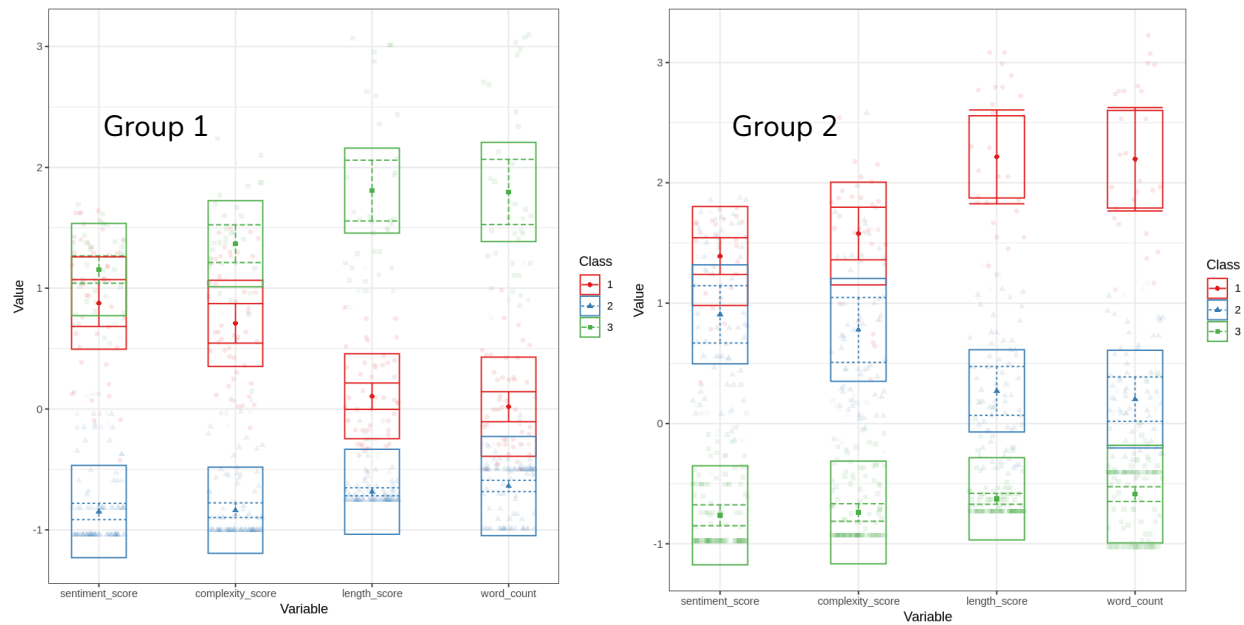 Group 1
Value
3
2
1
0
-1
sentiment_score
complexity_score
length_score
word_count
Variable
Class
1
2
3
Group 2
Value
3
2
1
0
-1
sentiment_score
complexity_score
length_score
word_count
Variable
Class
1
2
3